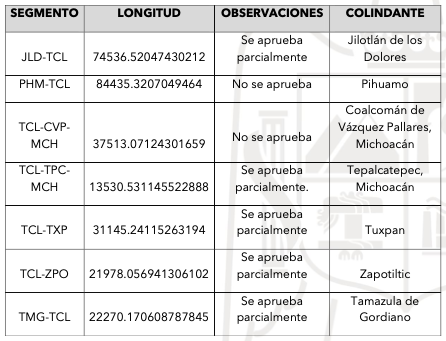 SEGMENTO LONGITUD OBSERVACIONES COLINDANTE
JLD-TCL 74536.52047430212 Se aprueba parcialmente Jilotlán de los Dolores
PHM-TCL 84435.3207049464 No se aprueba Pihuamo
TCL-CVP-MCH 37513.07124301659 No se aprueba Coalcomán de Vázquez Pallares, Michoacán
TCL-TPC-MCH 13530.531145522888 Se aprueba parcialmente. Tepalcatepec, Michoacán
TCL-TXP 31145.24115263194 Se aprueba parcialmente Tuxpan
TCL-ZPO 21978.056941306102 Se aprueba parcialmente Zapotiltic
TMG-TCL 22270.170608787845 Se aprueba parcialmente Tamazula de Gordiano